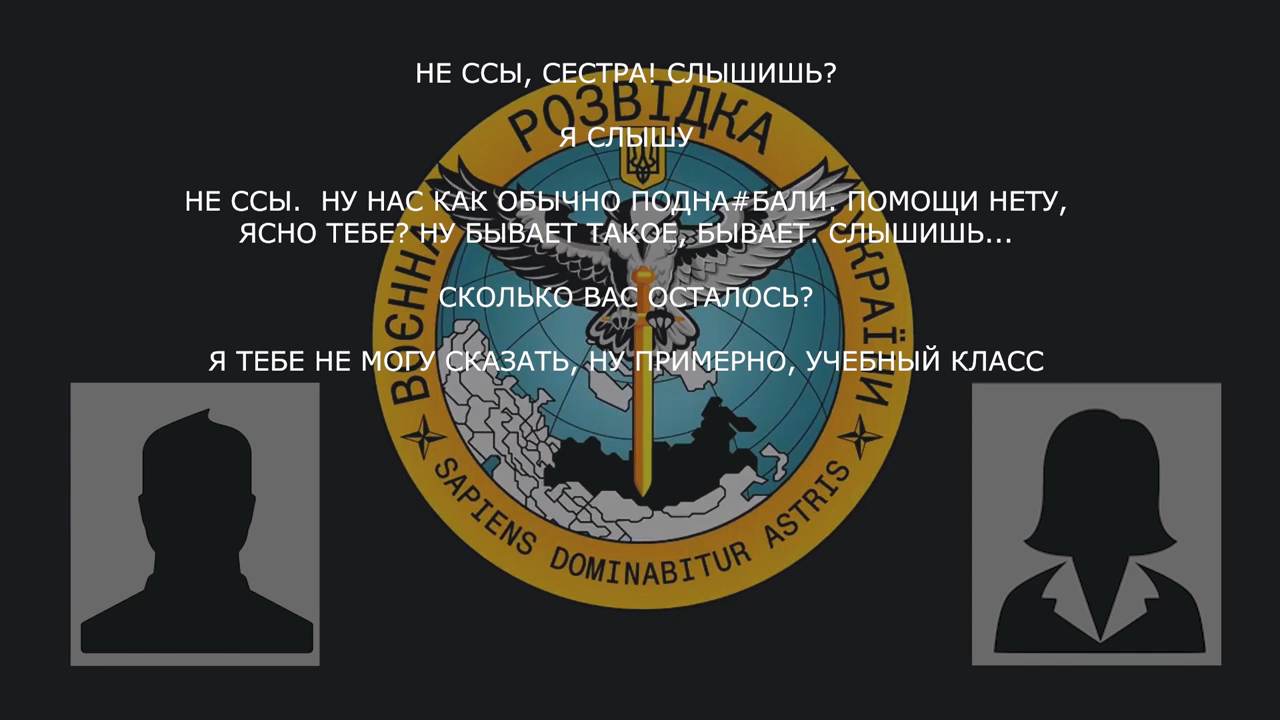 НЕ ССЫ, СЕСТРА! СЛЫШИШЬ?
Я СЛЫШУ
НЕ ССЫ. НУ НАС КАК ОБЫЧНО ПОДНА#БАЛИ. ПОМОЩИ НЕТУ,
ЯСНО ТЕБЕ? НУ БЫВАЕТ ТАКОЕ, БЫВАЕТ. СЛЫШИШЬ...
СКОЛЬКО ВАС ОСТАЛОСЬ?
Я ТЕБЕ НЕ МОГУ СКАЗАТЬ, НУ ПРИМЕРНО, УЧЕБНЫЙ КЛАСС
ВОЄННА РОЗВІДКА УКРАЇНИ
SAPIENS DOMINABITUR ASTRIS